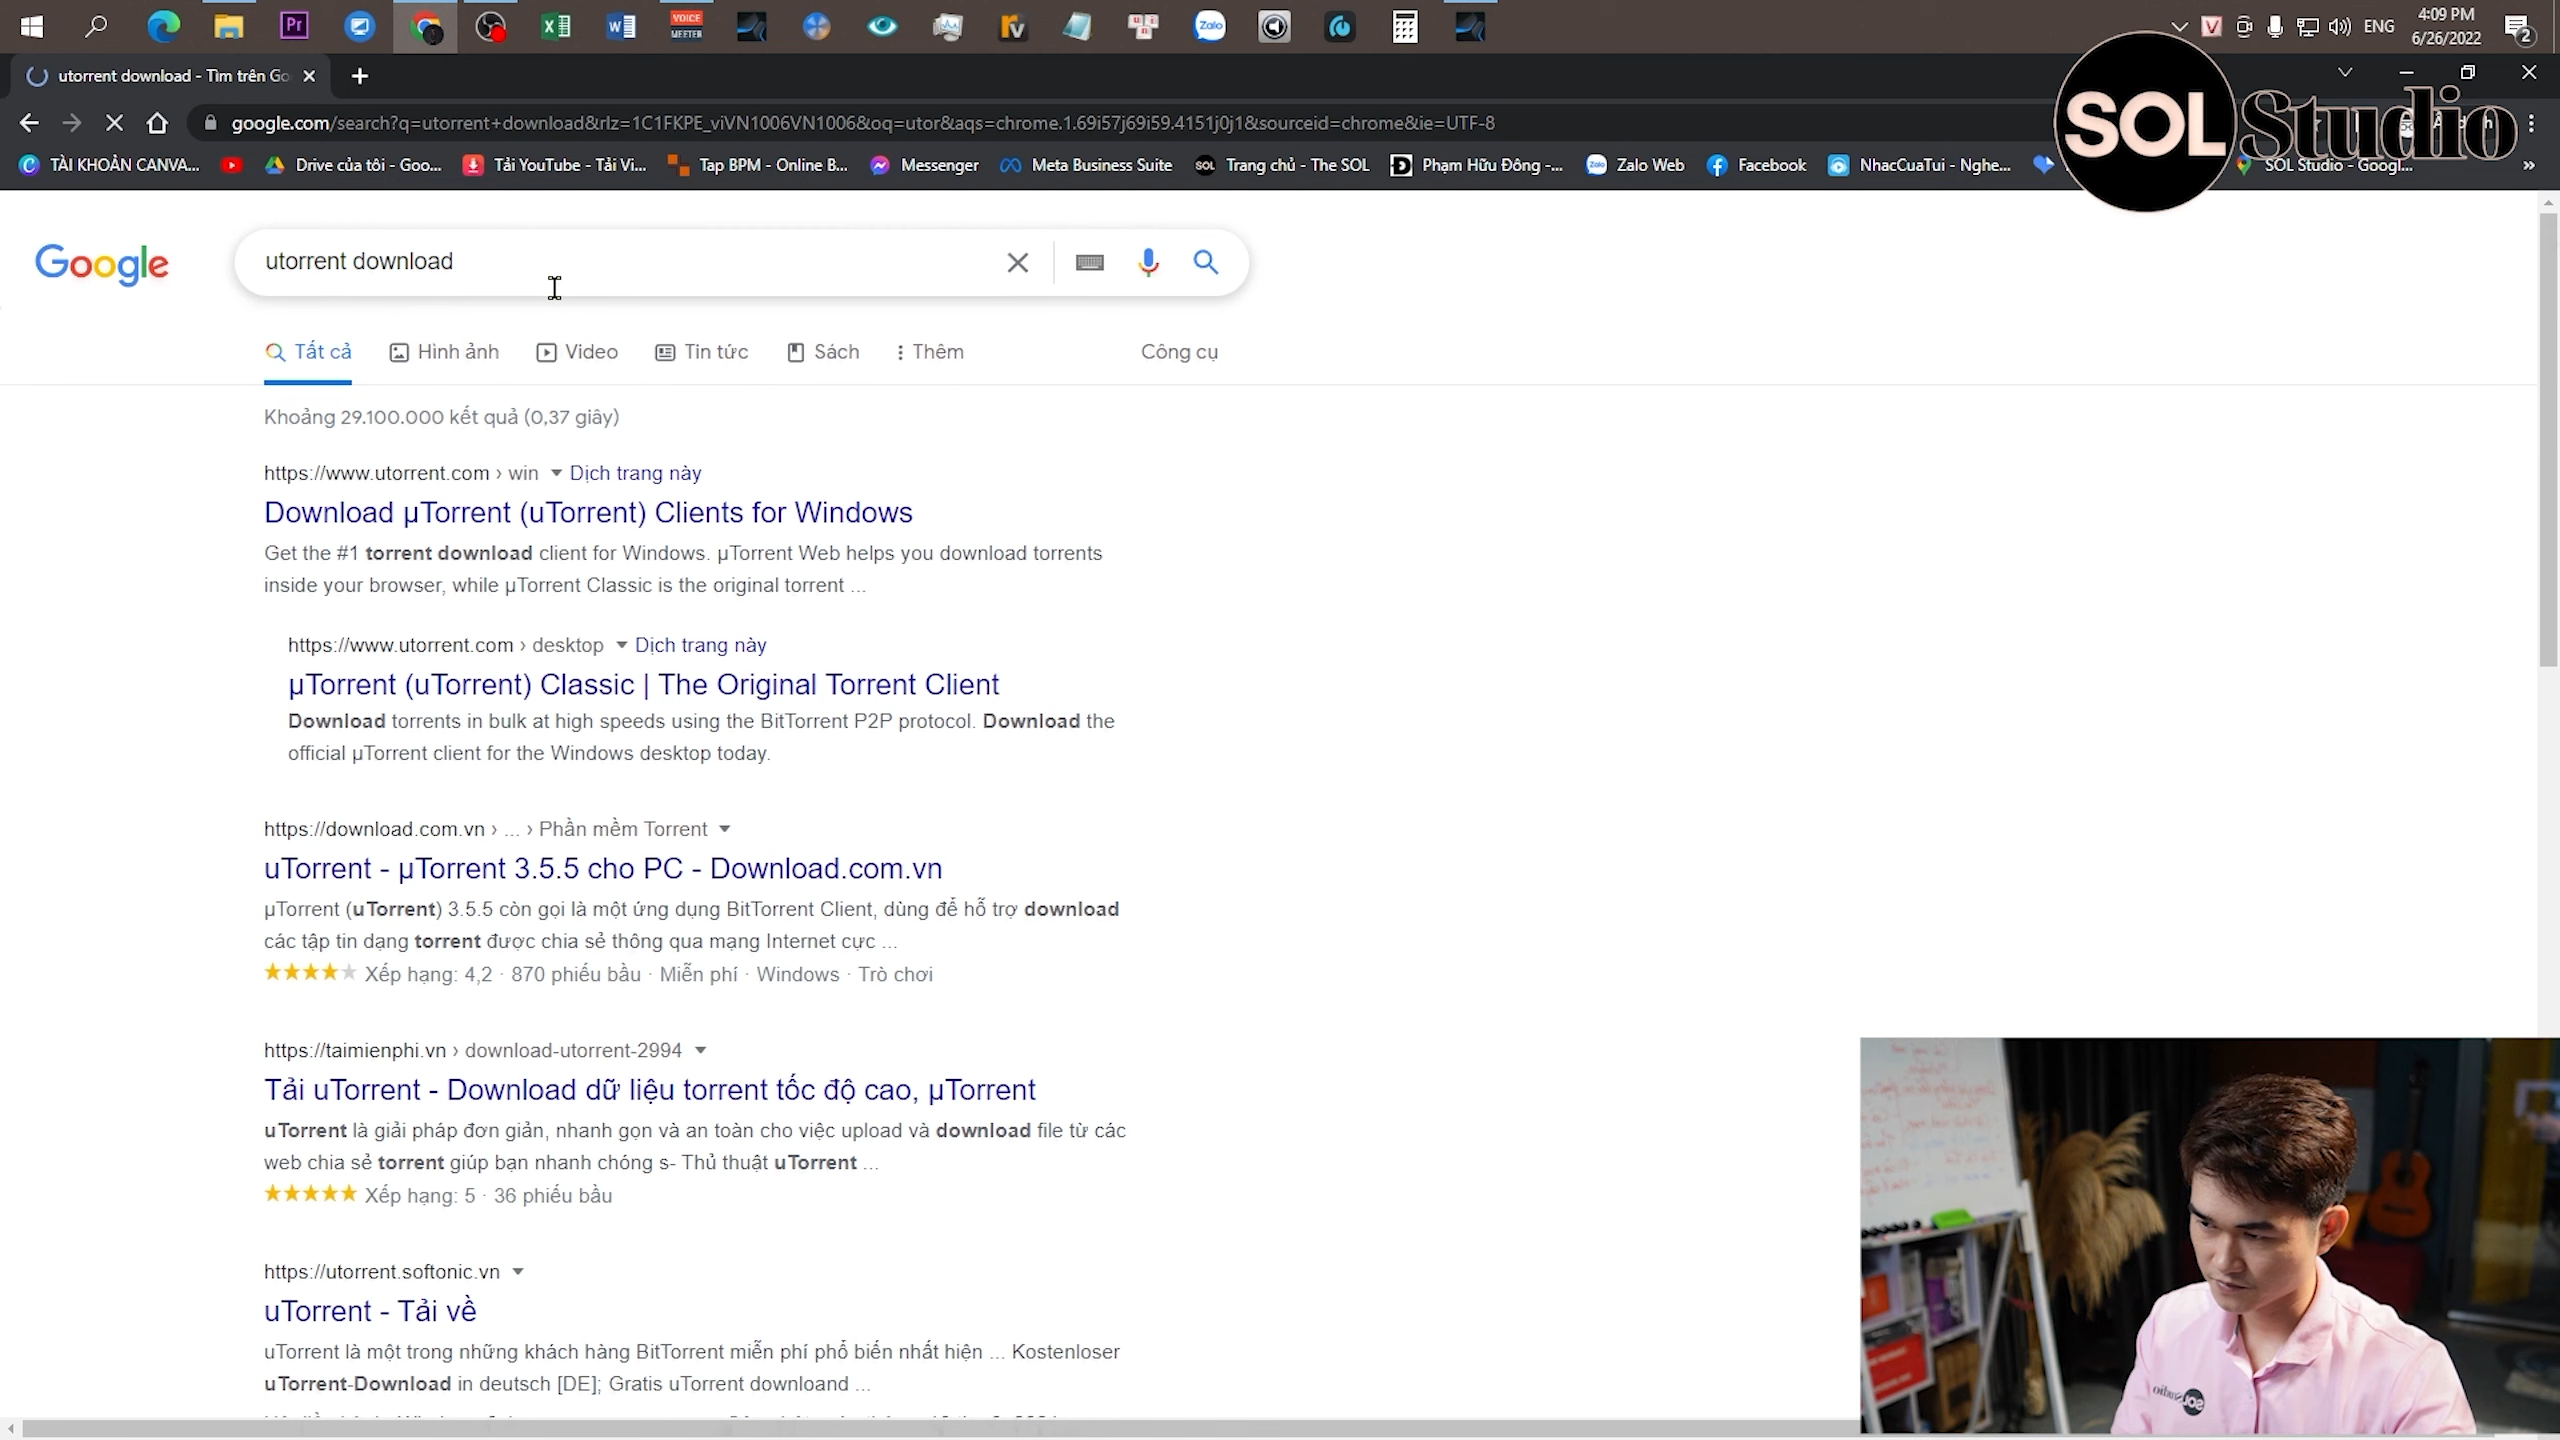 Pr
VOICE
MEETER
Zalo
ENG
4:09 PM
6/26/2022
2
utorrent download - Tìm trên Go
SOL Studio
google.com/search?q=utorrent+download&rlz=1C1FKPE_viVN1006VN1006&oq=utor&aqs=chrome.1.69i57j69i59.4151j0j1&sourceid=chrome&ie=UTF-8
TÀI KHOẢN CANVA... Drive của tôi - Goo... Tải YouTube - Tải Vi... Tap BPM - Online B... Messenger Meta Business Suite Trang chủ - The SOL Phạm Hữu Đông -... Zalo Web Facebook NhacCuaTui - Nghe... SOL Studio - Googl... »
Google utorrent download
Tất cả Hình ảnh Video Tin tức Sách Thêm Công cụ
Khoảng 29.100.000 kết quả (0,37 giây)
https://www.utorrent.com › win Dịch trang này
Download µTorrent (uTorrent) Clients for Windows
Get the #1 torrent download client for Windows. µTorrent Web helps you download torrents
inside your browser, while µTorrent Classic is the original torrent ...
https://www.utorrent.com › desktop Dịch trang này
µTorrent (uTorrent) Classic | The Original Torrent Client
Download torrents in bulk at high speeds using the BitTorrent P2P protocol. Download the
official µTorrent client for the Windows desktop today.
https://download.com.vn › ... › Phần mềm Torrent
uTorrent - µTorrent 3.5.5 cho PC - Download.com.vn
µTorrent (uTorrent) 3.5.5 còn gọi là một ứng dụng BitTorrent Client, dùng để hỗ trợ download
các tập tin dạng torrent được chia sẻ thông qua mạng Internet cực ...
Xếp hạng: 4,2 · 870 phiếu bầu · Miễn phí · Windows · Trò chơi
https://taimienphi.vn › download-utorrent-2994
Tải uTorrent - Download dữ liệu torrent tốc độ cao, µTorrent
uTorrent là giải pháp đơn giản, nhanh gọn và an toàn cho việc upload và download file từ các
web chia sẻ torrent giúp bạn nhanh chóng s- Thủ thuật uTorrent ...
Xếp hạng: 5 · 36 phiếu bầu
https://utorrent.softonic.vn
uTorrent - Tải về
uTorrent là một trong những khách hàng BitTorrent miễn phí phổ biến nhất hiện ... Kostenloser
uTorrent-Download in deutsch [DE]; Gratis uTorrent downloand ...